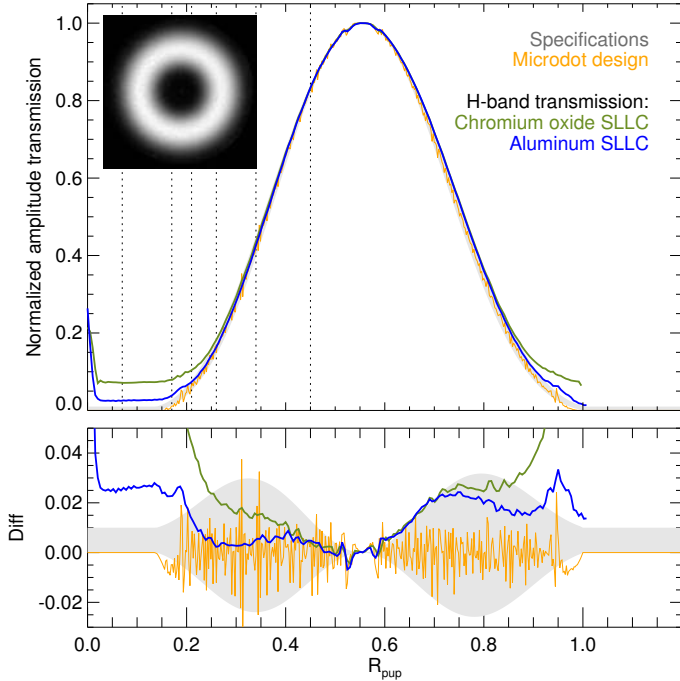 Normalized amplitude transmission
1.0
0.8
0.6
0.4
0.2
0.0
Specifications
Microdot design
H-band transmission:
Chromium oxide SLLC
Aluminum SLLC
Diff
0.04
0.02
0.00
-0.02
0.0 0.2 0.4 0.6 0.8 1.0
R_pup